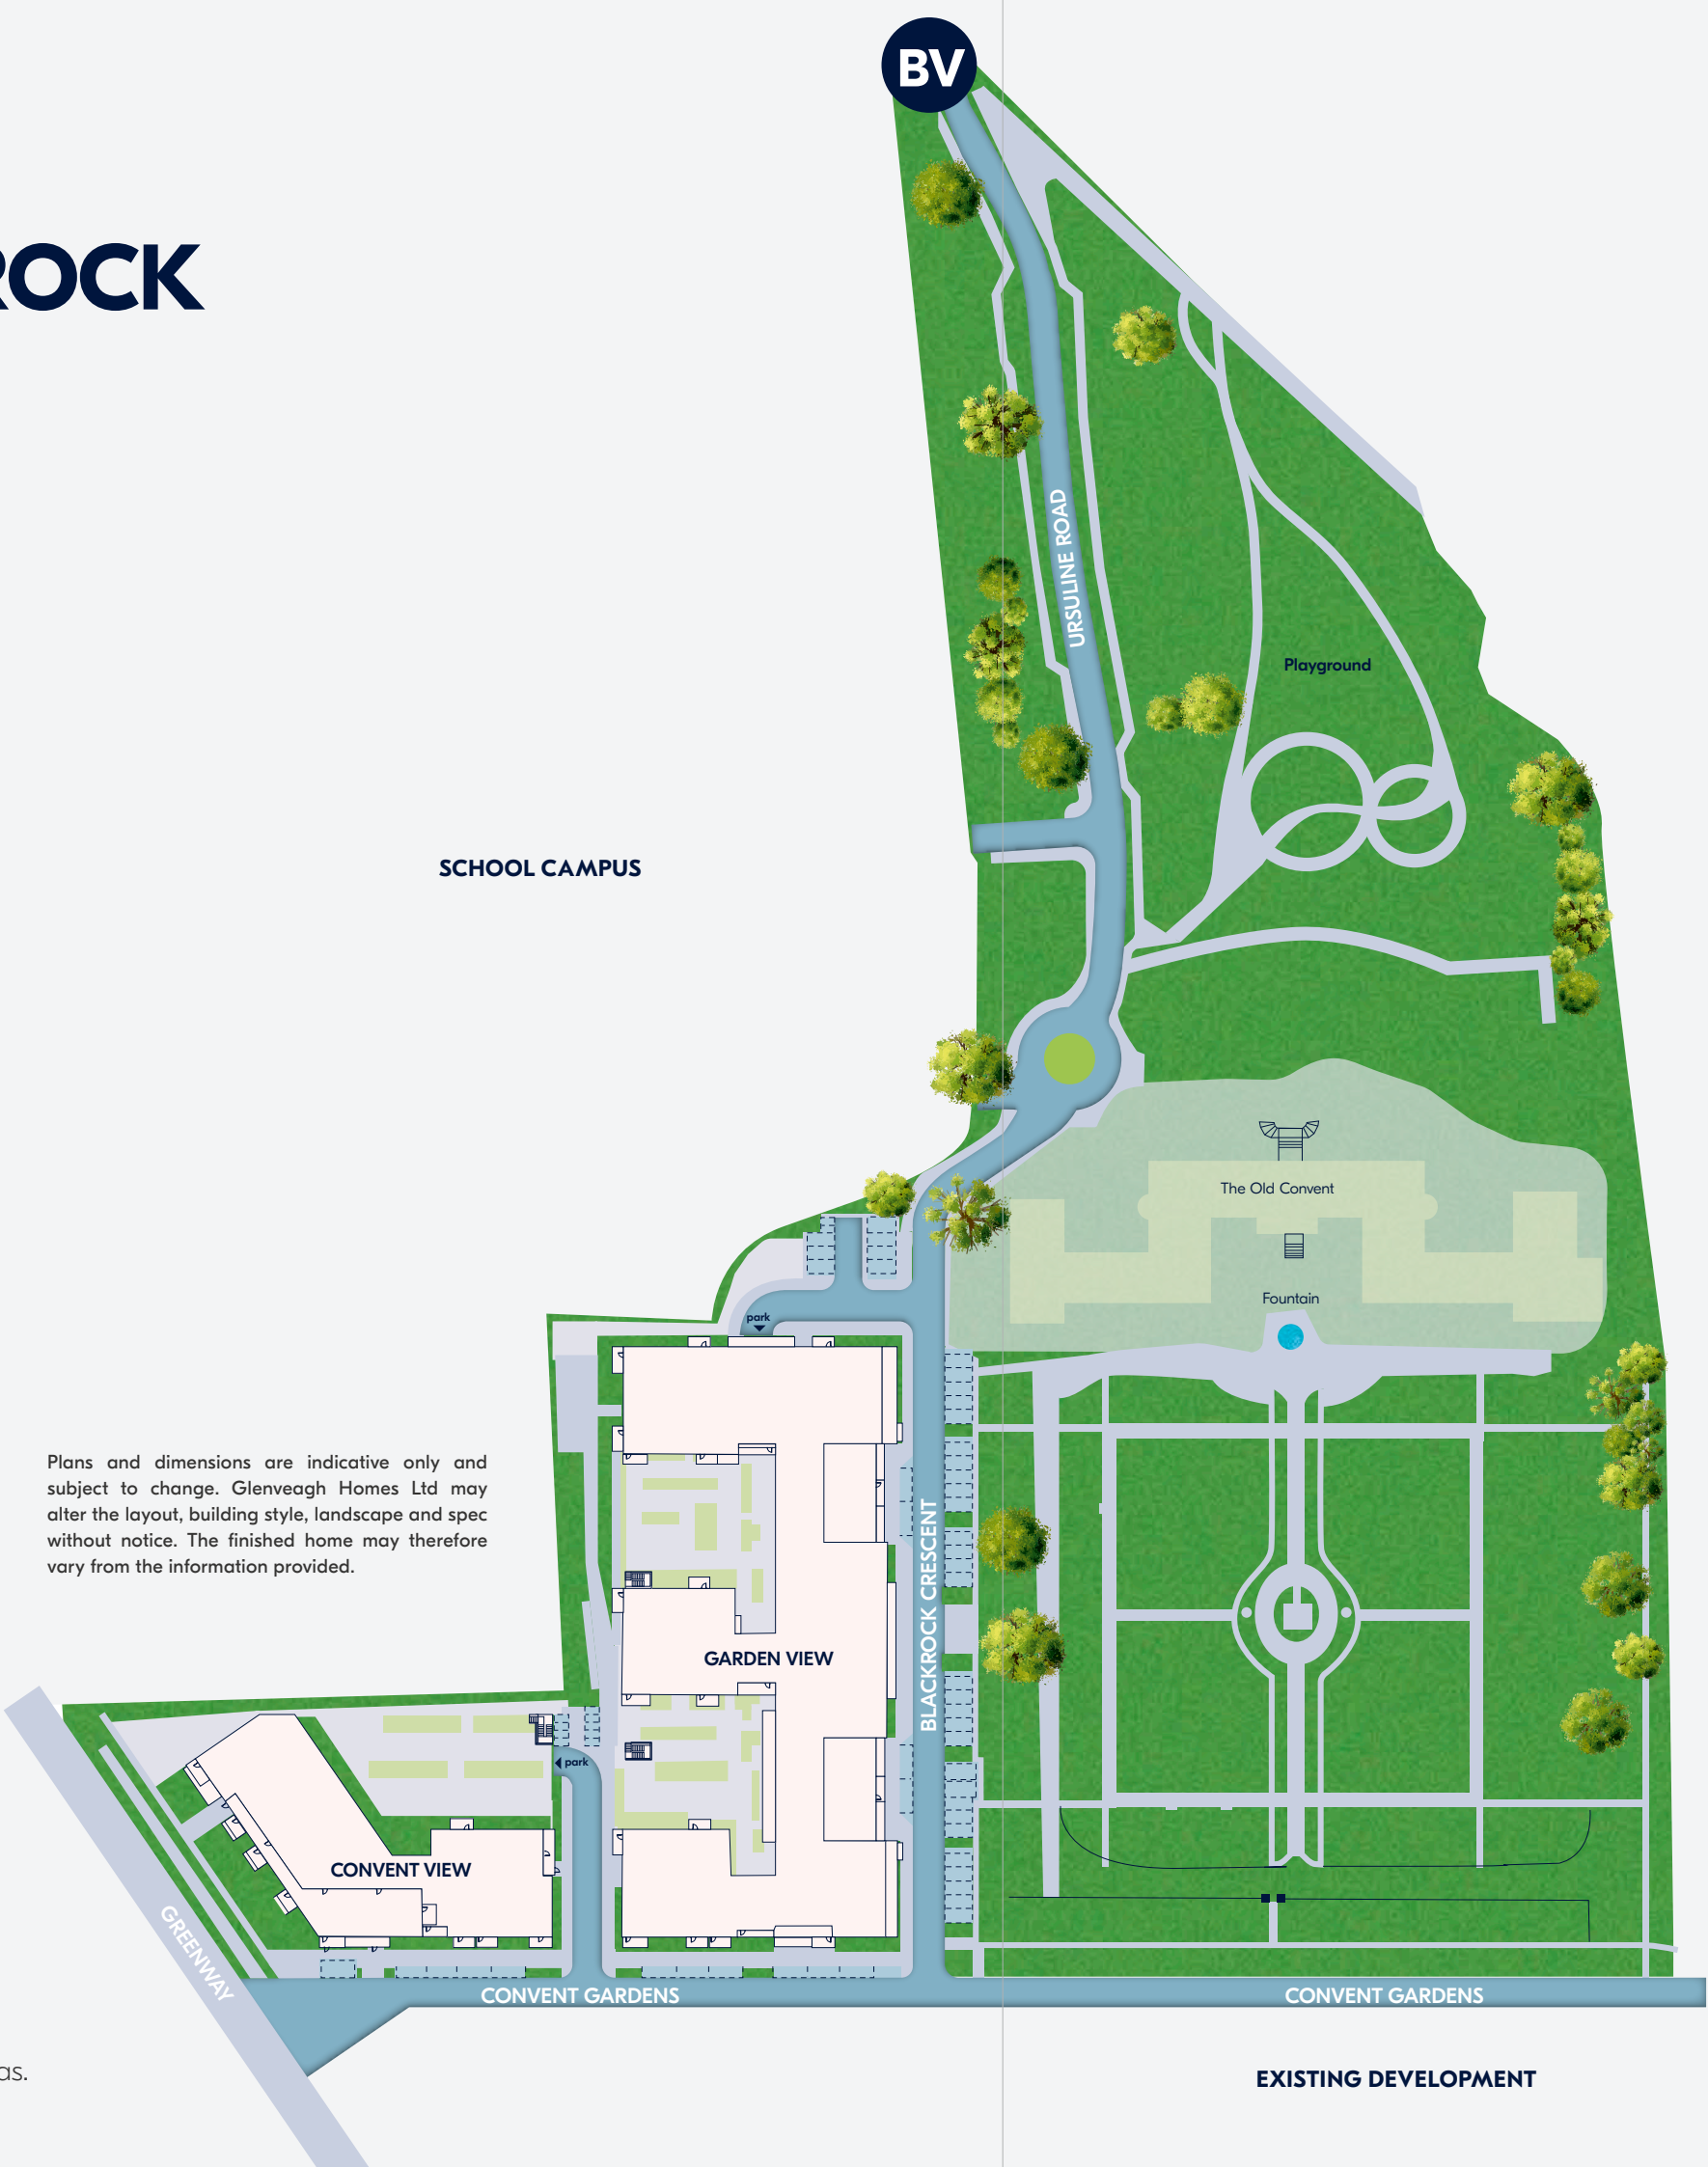 BV
ROCK
URSULINE ROAD
Playground
SCHOOL CAMPUS
The Old Convent
Fountain
park
Plans and dimensions are indicative only and
subject to change. Glenveagh Homes Ltd may
alter the layout, building style, landscape and spec
without notice. The finished home may therefore
vary from the information provided.
BLACKROCK CRESCENT
GARDEN VIEW
park
CONVENT VIEW
GREENWAY
CONVENT GARDENS
CONVENT GARDENS
as.
EXISTING DEVELOPMENT